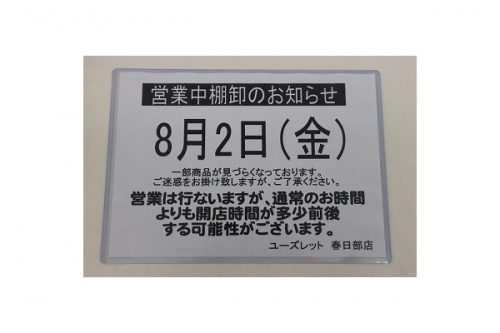 営業中棚卸のお知らせ
8月2日(金)
一部商品が見づらくなっております。
ご迷惑をお掛け致しますが、ご了承ください。
営業は行ないますが、通常のお時間
よりも開店時間が多少前後
する可能性がございます。
ユーズレット 春日部店